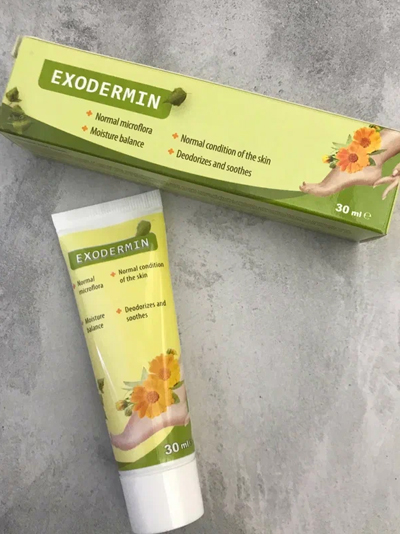 EXODERMIN
Normal microflora
Moisture balance
Normal condition of the skin
Deodorizes and soothes
30 ml ℮
EXODERMIN
Normal
microflora
Normal condition
of the skin
Moisture
balance
Deodorizes and
soothes
30 ml